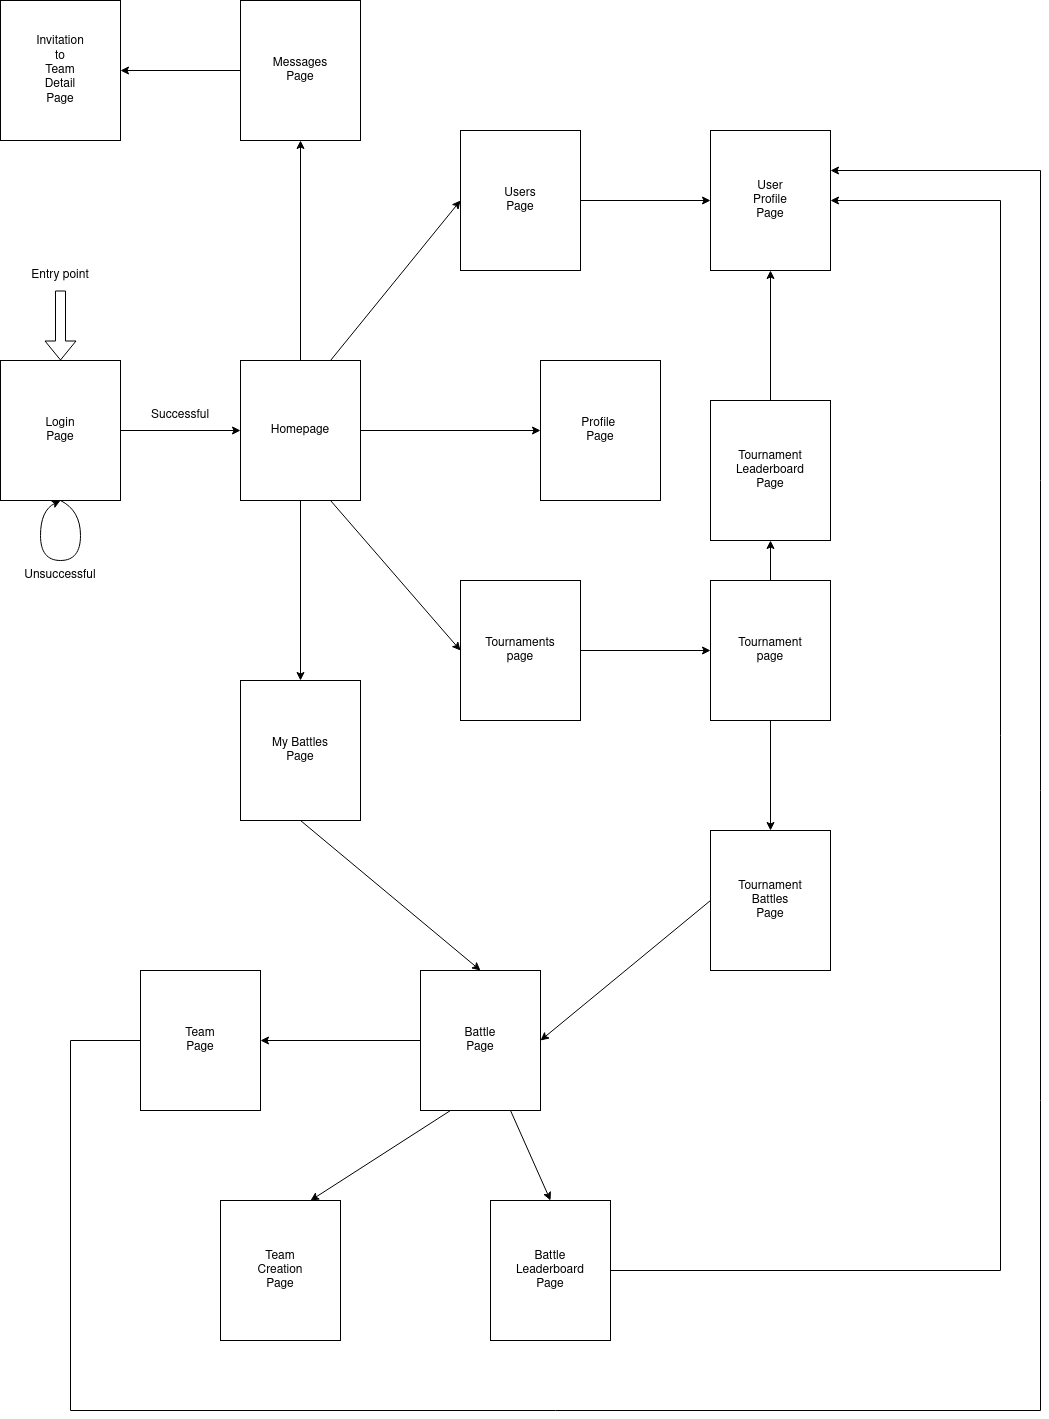 Invitation
to
Team
Detail
Page
Messages
Page
Users
Page
User
Profile
Page
Entry point
Login
Page
Successful
Homepage
Profile
Page
Tournament
Leaderboard
Page
Unsuccessful
Tournaments
page
Tournament
page
My Battles
Page
Tournament
Battles
Page
Team
Page
Battle
Page
Team
Creation
Page
Battle
Leaderboard
Page